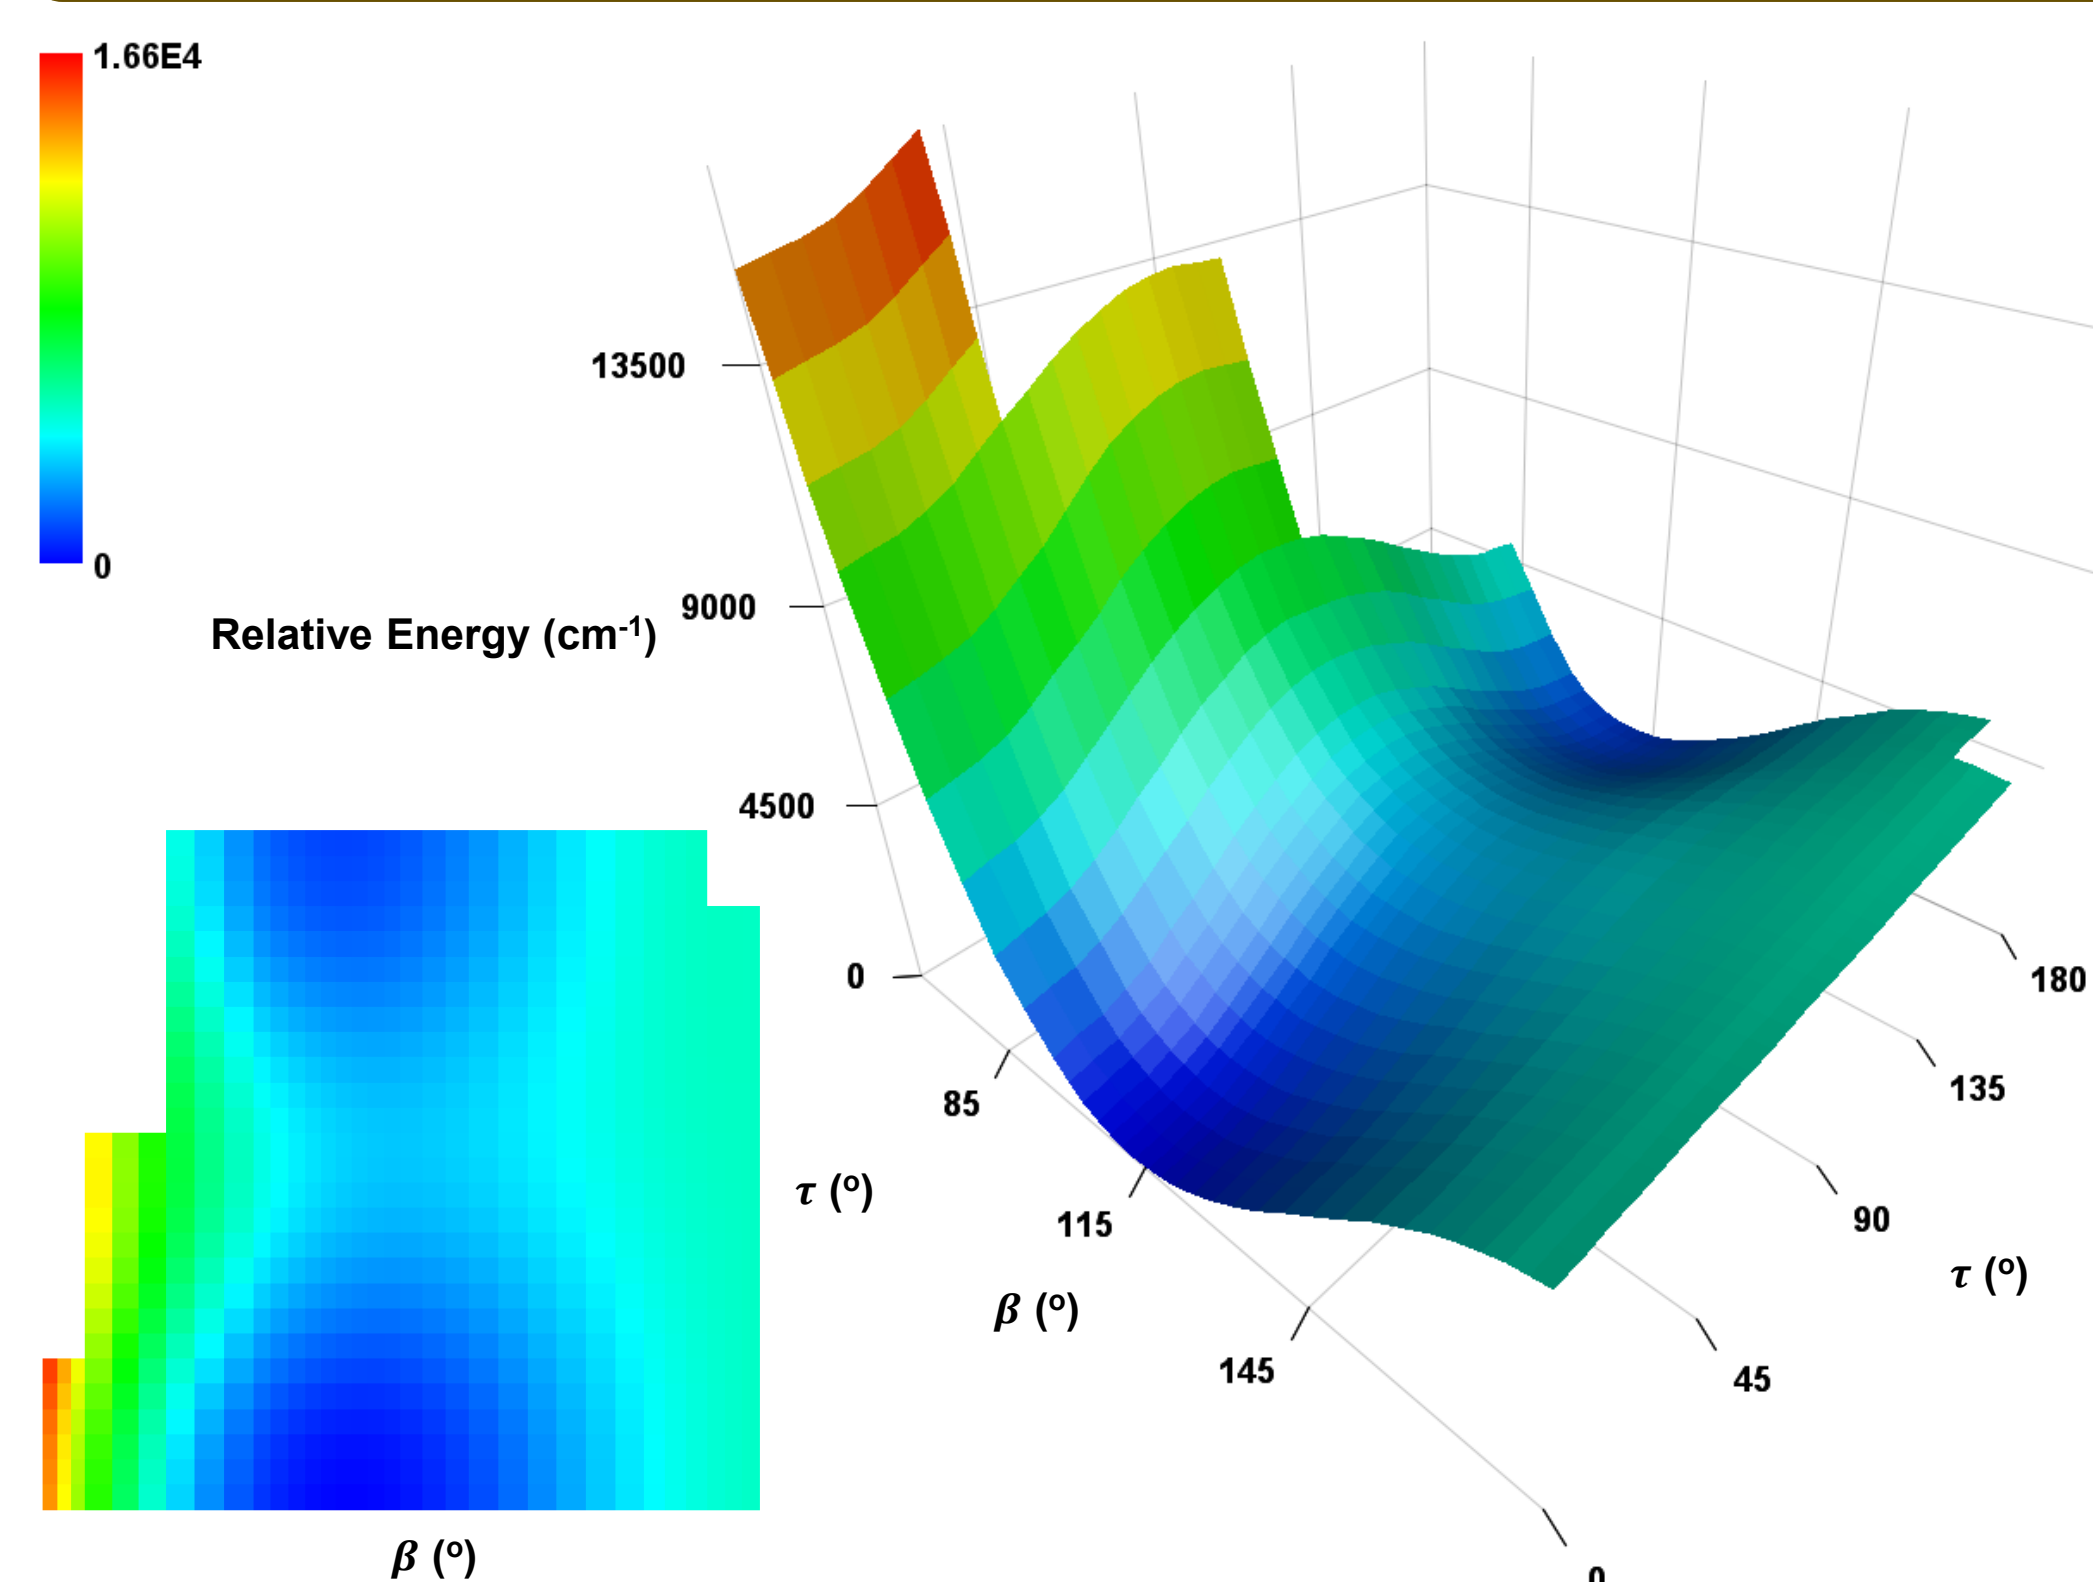 1.66E4
0
Relative Energy (cm-1)
13500
9000
4500
0
85
115
145
β (º)
0
45
90
135
180
τ (º)
τ (º)
β (º)